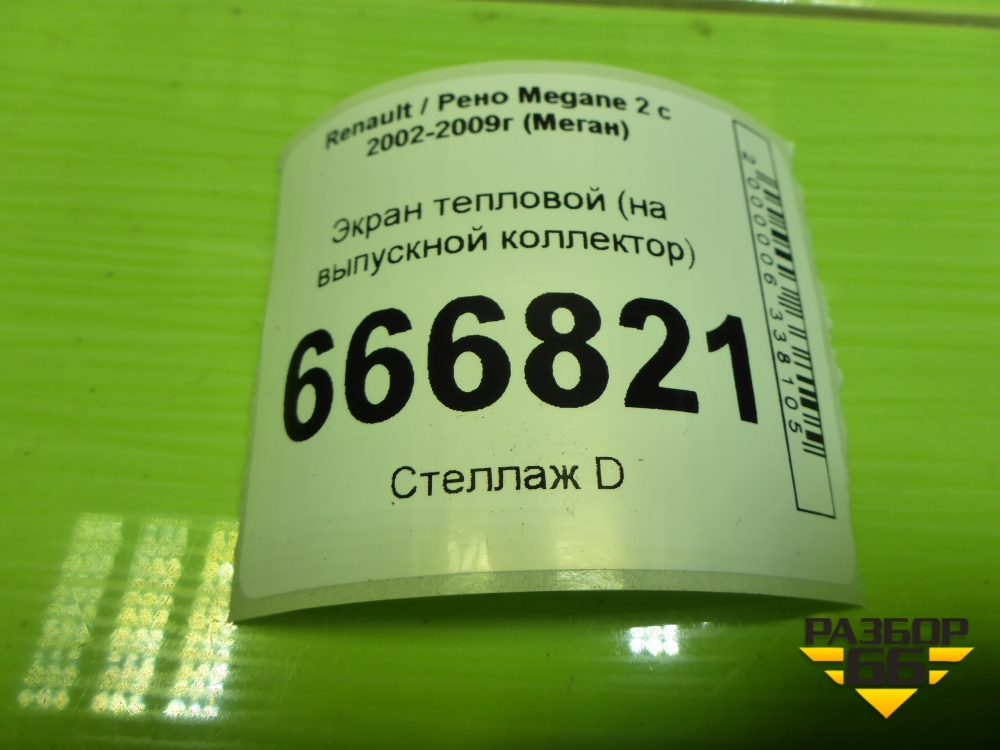 Renault / Рено Megane 2 с
2002-2009г (Меган)
Экран тепловой (на
выпускной коллектор)
666821
Стеллаж D
2000006338105
РАЗБОР
66